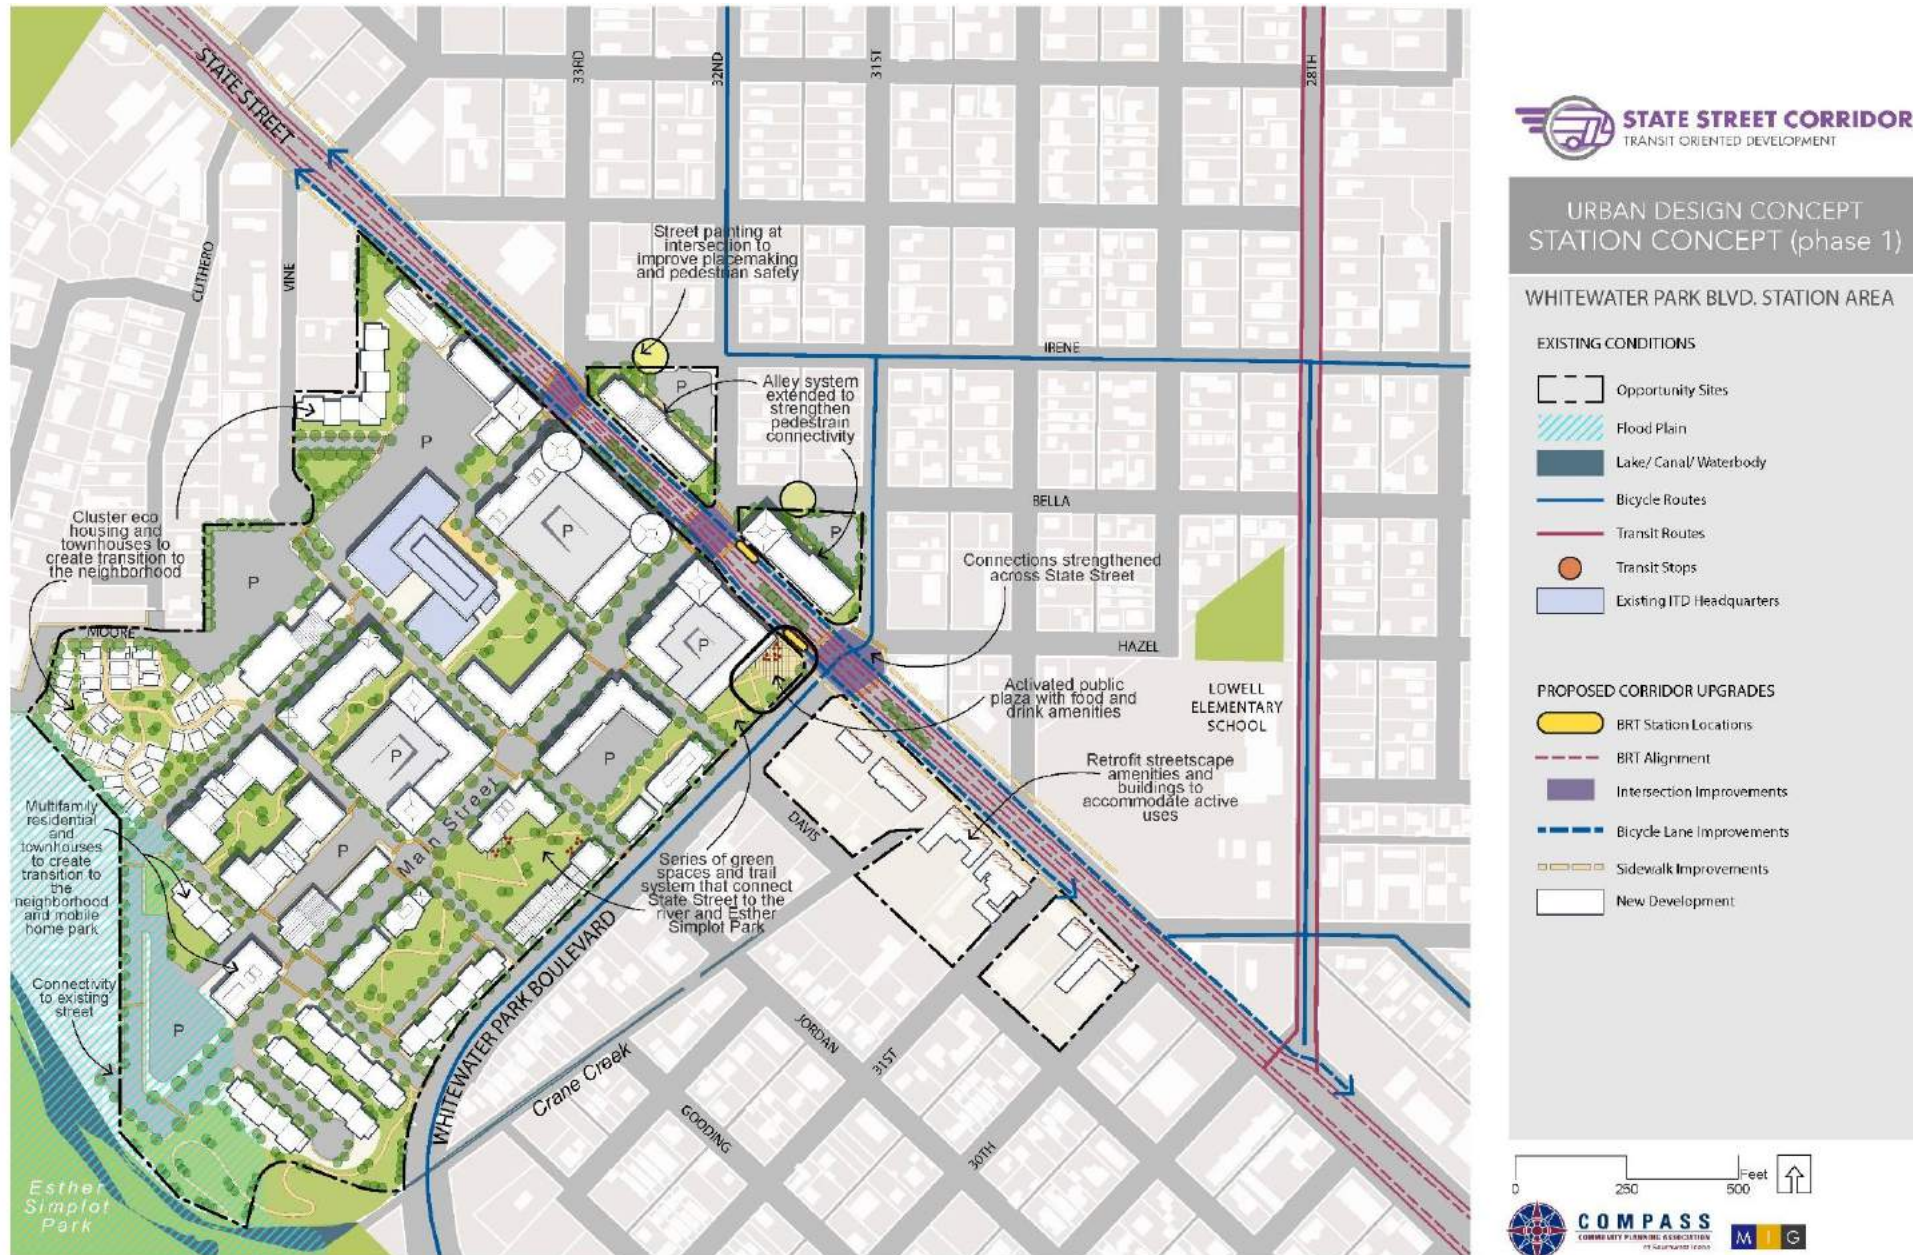 STATE STREET
33RD
32ND
31ST
28TH
CLITHERO
VINE
Street painting at
intersection to
improve placemaking
and pedestrian safety
IRENE
P
Alley system
extended to
strengthen
pedestrain
connectivity
P
BELLA
P
P
Cluster eco
housing and
townhouses to
create transition to
the neighborhood
P
Connections strengthened
across State Street
MOORE
P
HAZEL
Activated public
plaza with food and
drink amenities
LOWELL
ELEMENTARY
SCHOOL
P
P
Retrofit streetscape
amenities and
buildings to
accommodate active
uses
Main Street
DAVIS
Multifamily
residential
and
townhouses
to create
transition to
the
neighborhood
and mobile
home park
P
Series of green
spaces and trail
system that connect
State Street to the
river and Esther
Simplot Park
WHITEWATER PARK BOULEVARD
Connectivity
to existing
street
P
JORDAN
31ST
Crane Creek
GOODING
30TH
Esther
Simplot
Park
STATE STREET CORRIDOR
TRANSIT ORIENTED DEVELOPMENT
URBAN DESIGN CONCEPT
STATION CONCEPT (phase 1)
WHITEWATER PARK BLVD. STATION AREA
EXISTING CONDITIONS
Opportunity Sites
Flood Plain
Lake/ Canal/ Waterbody
Bicycle Routes
Transit Routes
Transit Stops
Existing ITD Headquarters
PROPOSED CORRIDOR UPGRADES
BRT Station Locations
BRT Alignment
Intersection Improvements
Bicycle Lane Improvements
Sidewalk Improvements
New Development
0 250 500 Feet
COMPASS
COMMUNITY PLANNING ASSOCIATION
of Southwest Idaho
M I G